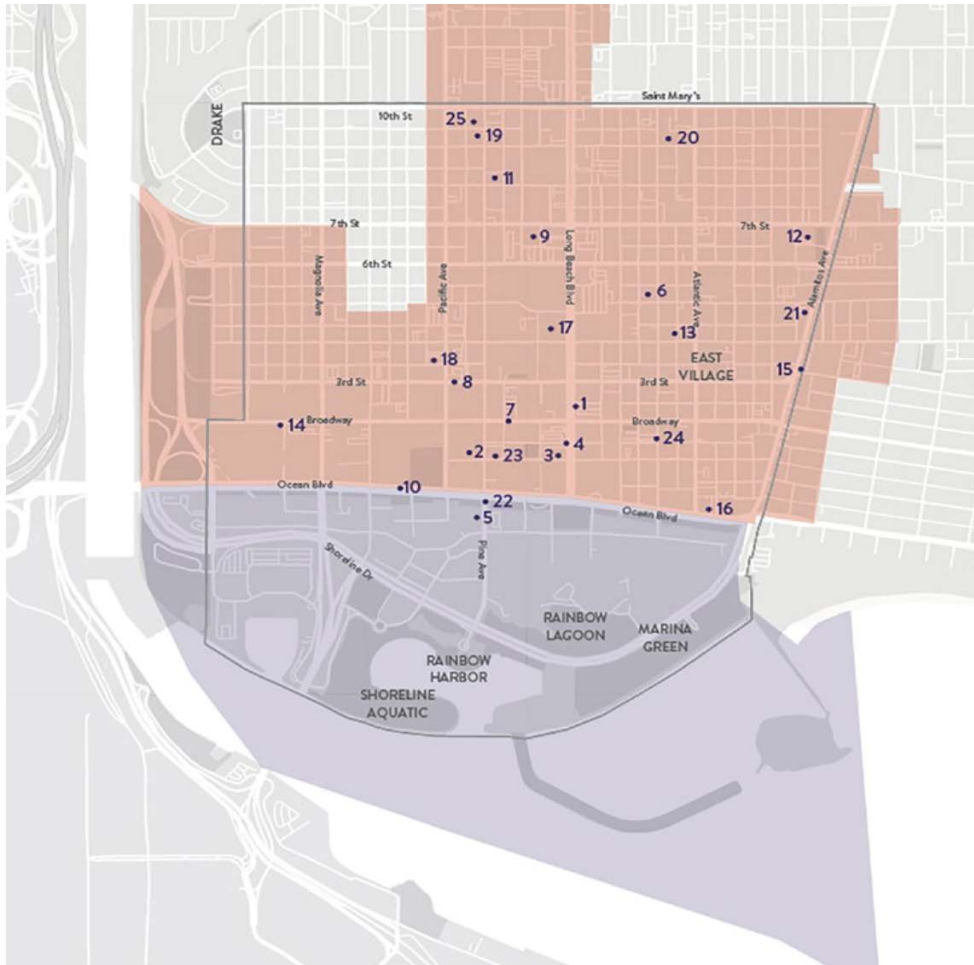 Saint Mary's
DRAKE
10th St
25
19
20
11
7th St
7th St
9
12
6th St
Magnolia Ave
Pacific Ave
Long Beach Blvd
Atlantic Ave
Alamitos Ave
6
21
17
13
18
EAST
VILLAGE
15
3rd St
8
3rd St
1
7
14
Broadway
Broadway
24
4
2
23
3
Ocean Blvd
10
22
16
5
Ocean Blvd
Pine Ave
Shoreline Dr
RAINBOW
LAGOON
MARINA
GREEN
RAINBOW
HARBOR
SHORELINE
AQUATIC